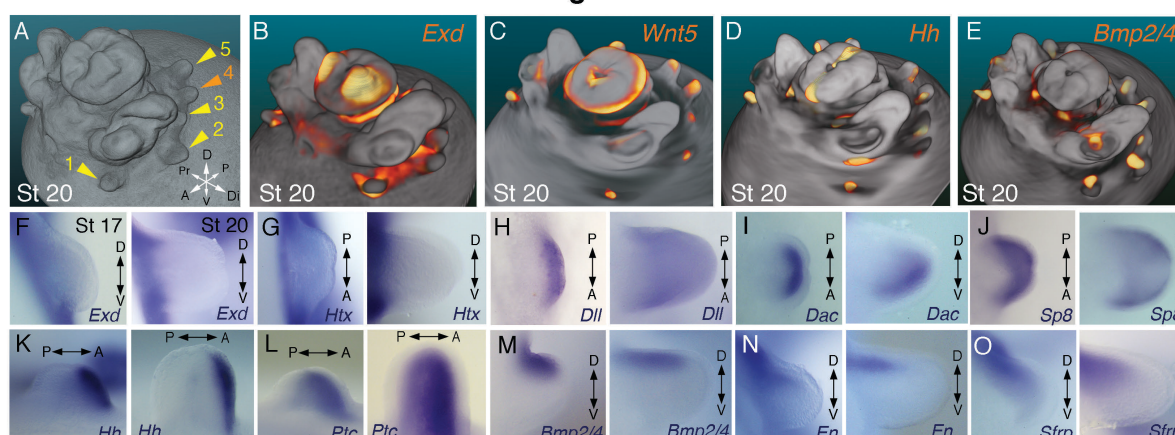 A
5
4
3
2
1
D
Pr
P
A
Di
V
St 20
B
Exd
St 20
C
Wnt5
St 20
D
Hh
St 20
E
Bmp2/4
St 20
F
St 17
D
V
Exd
St 20
D
V
Exd
G
P
A
Htx
D
V
Htx
H
P
A
Dll
P
A
Dll
I
P
A
Dac
D
V
Dac
J
P
A
Sp8
K
P
A
Hh
P
A
Hh
L
P
A
Ptc
P
A
Ptc
M
D
V
Bmp2/4
D
V
Bmp2/4
N
D
V
En
D
V
En
O
D
V
Sfrp